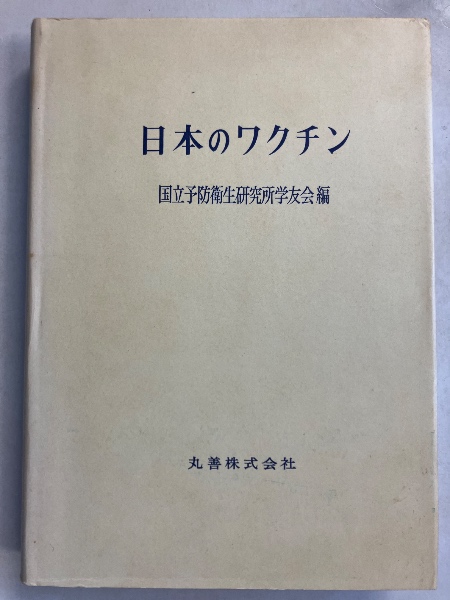 日本のワクチン
国立予防衛生研究所学友会編
丸善株式会社